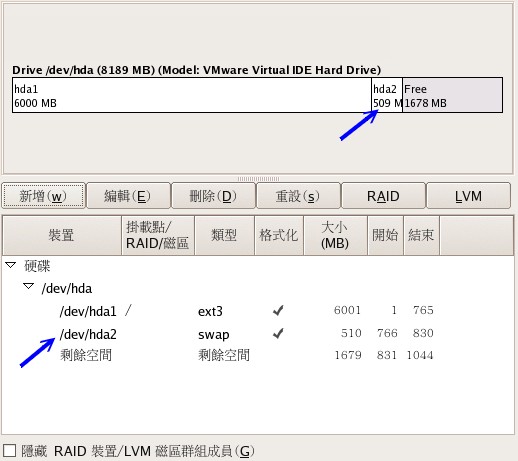 Drive /dev/hda (8189 MB) (Model: VMware Virtual IDE Hard Drive)
hda1 hda2 Free
6000 MB 509 M 1678 MB
新增(w) 編輯(E) 刪除(D) 重設(s) RAID LVM
裝置 掛載點/RAID/磁區 類型 格式化 大小(MB) 開始 結束
硬碟
/dev/hda
/dev/hda1 / ext3 6001 1 765
/dev/hda2 swap 510 766 830
剩餘空間 剩餘空間 1679 831 1044
隱藏 RAID 裝置/LVM 磁區群組成員(G)